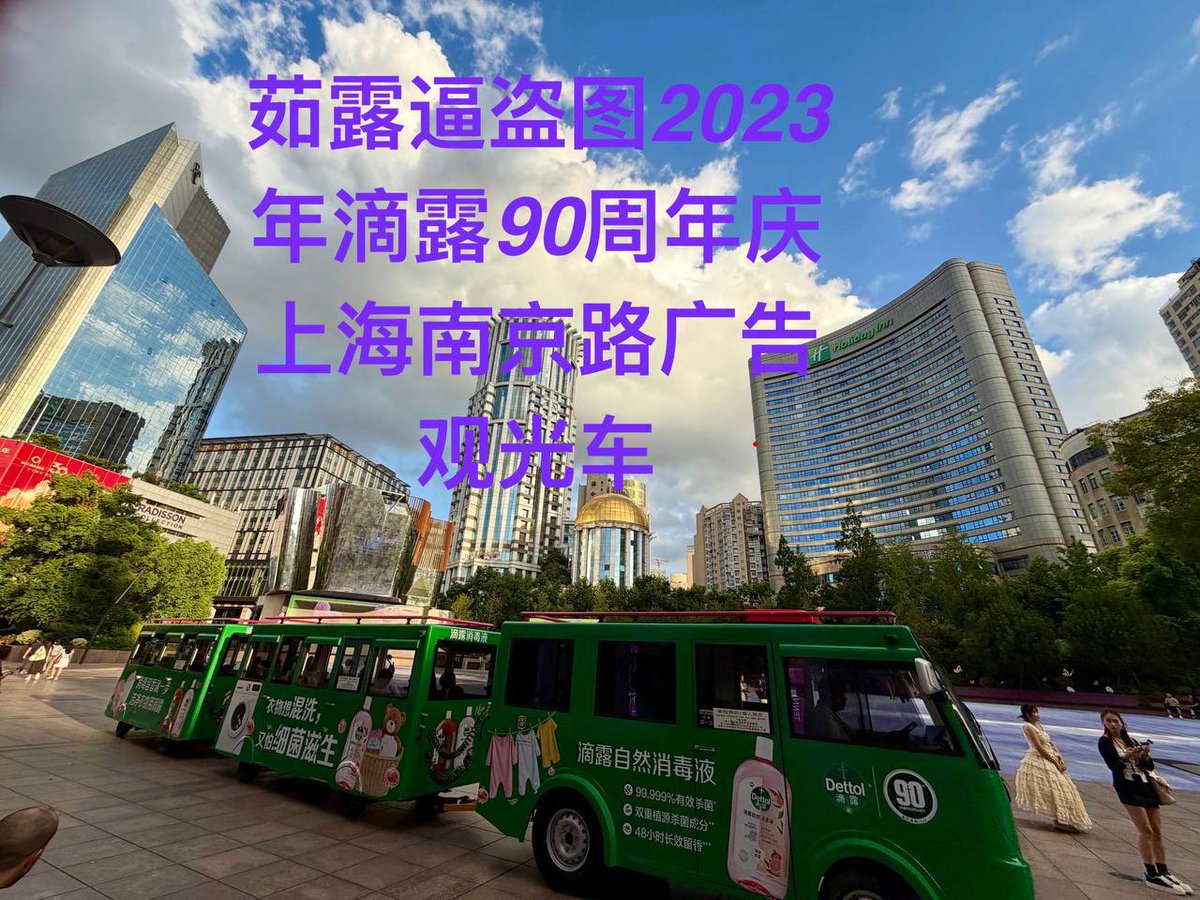 茹露逼盗图2023
年滴露90周年庆
上海南京路广告
观光车
Holiday Inn
RADISSON
滴露消毒液
衣物想混洗，
又怕细菌滋生
滴露自然消毒液
99.999%有效杀菌*
双重植源杀菌成分**
48小时长效留香***
Dettol
Dettol
滴露
90